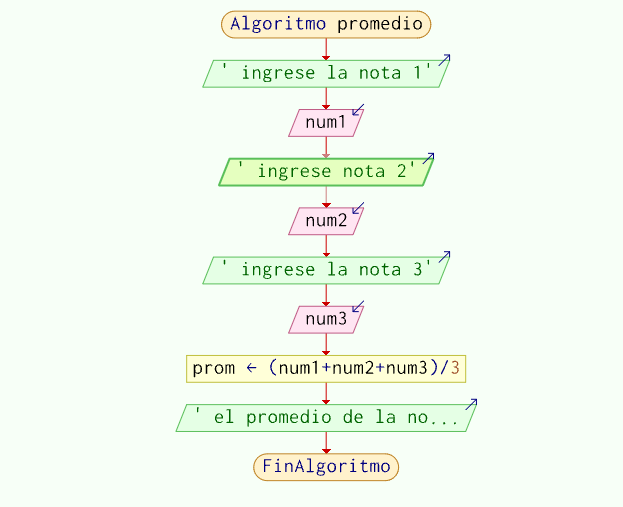 Algoritmo promedio
' ingrese la nota 1'
num1
' ingrese nota 2'
num2
' ingrese la nota 3'
num3
prom ← (num1+num2+num3)/3
' el promedio de la no...
FinAlgoritmo